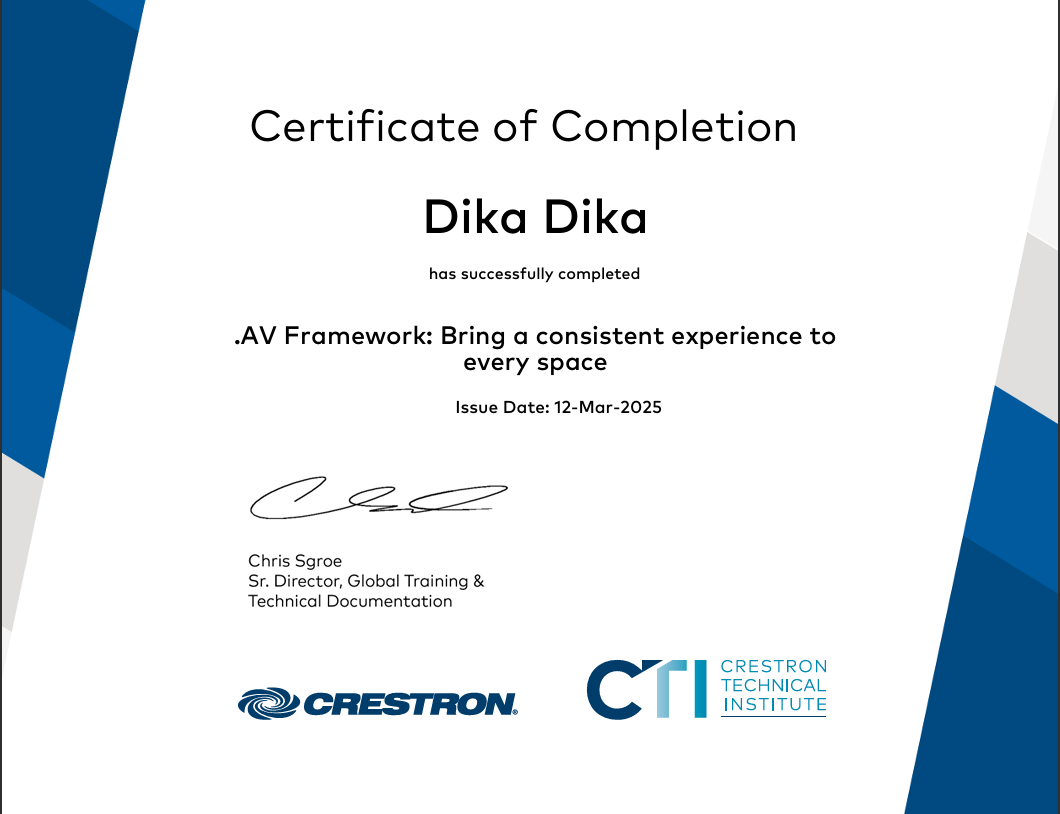 Certificate of Completion
Dika Dika
has successfully completed
.AV Framework: Bring a consistent experience to
every space
Issue Date: 12-Mar-2025
Chris Sgroe
Sr. Director, Global Training &
Technical Documentation
CRESTRON®
CTI
CRESTRON
TECHNICAL
INSTITUTE